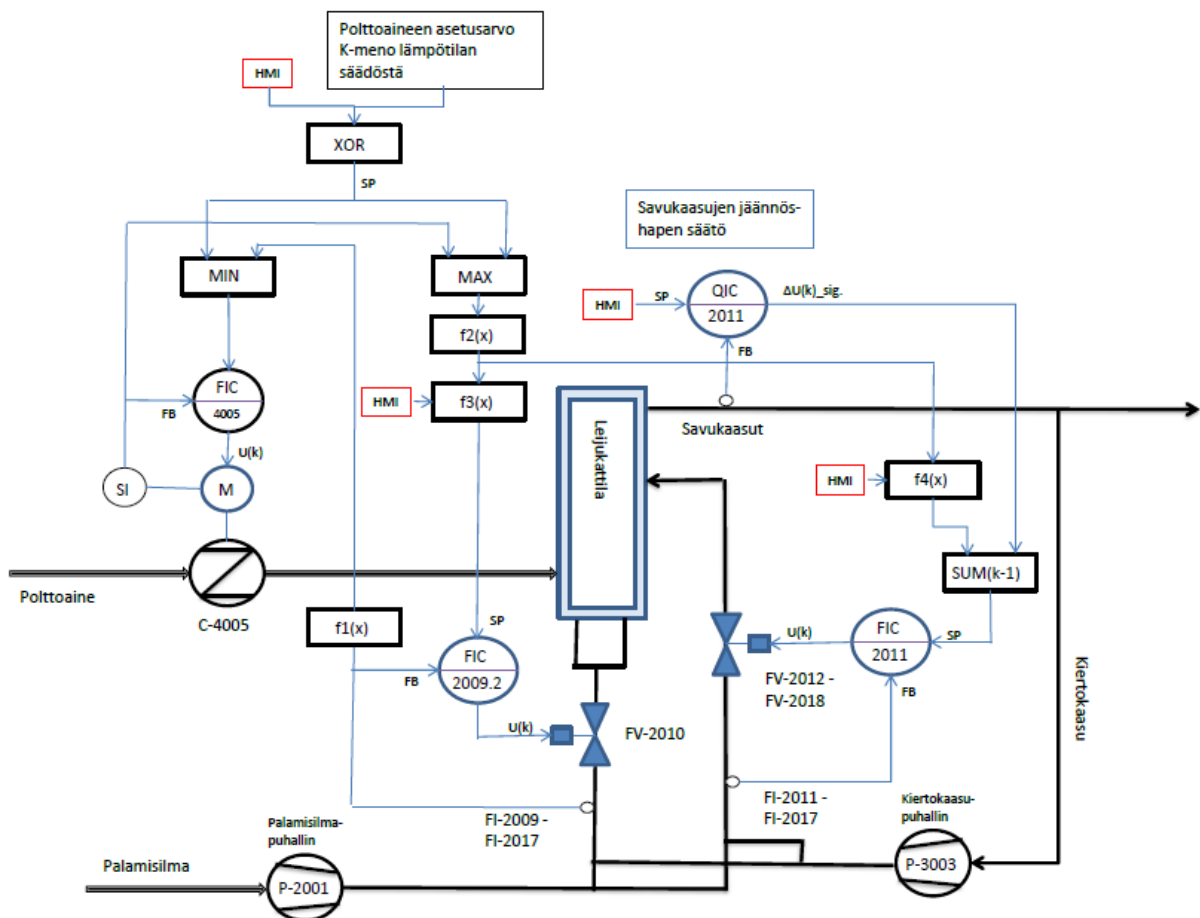 Polttoaineen asetusarvo
K-meno lämpötilan
säädöstä
HMI
XOR
SP
Savukaasujen jäännös-
hapen säätö
MIN
MAX
HMI
SP
QIC
2011
ΔU(k)_sig.
FB
f2(x)
FIC
4005
FB
HMI
f3(x)
U(k)
SI
M
Leijukattila
Savukaasut
HMI
f4(x)
Polttoaine
C-4005
SUM(k-1)
f1(x)
SP
FIC
2009.2
FB
U(k)
FV-2010
U(k)
FIC
2011
SP
FB
FV-2012 -
FV-2018
Kiertokaasu
FI-2009 -
FI-2017
FI-2011 -
FI-2017
Kiertokaasu-
puhallin
P-3003
Palamisilma-
puhallin
Palamisilma
P-2001